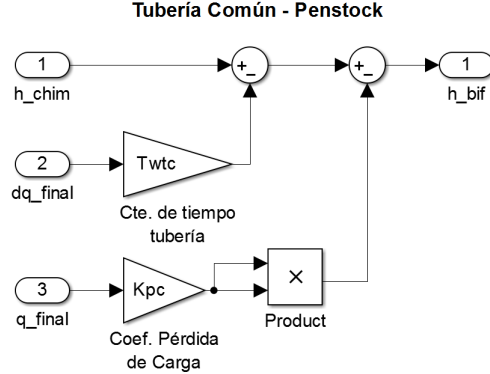 Tubería Común - Penstock
1
h_chim
+
-
+
-
1
h_bif
2
dq_final
Twtc
Cte. de tiempo
tubería
3
q_final
Kpc
Coef. Pérdida
de Carga
×
Product